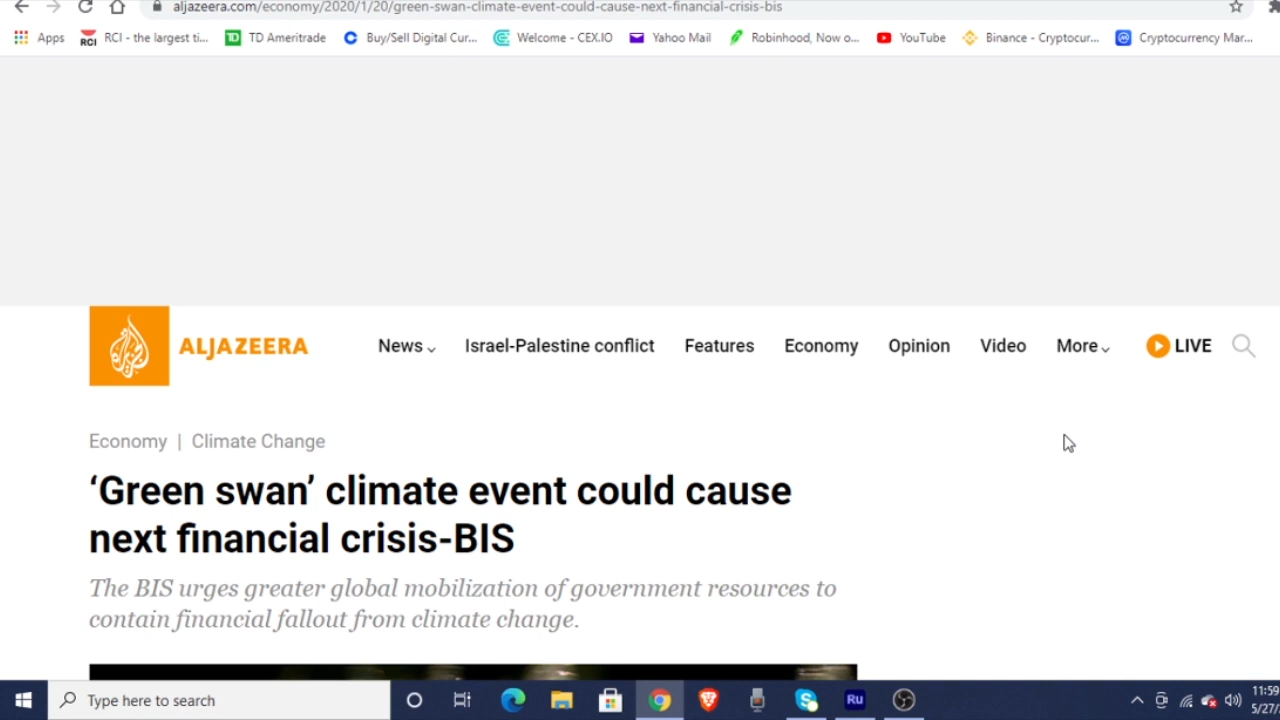 aljazeera.com/economy/2020/1/20/green-swan-climate-event-could-cause-next-financial-crisis-bis
Apps RCI RCI - the largest ti... TD TD Ameritrade Buy/Sell Digital Cur... Welcome - CEX.IO Yahoo Mail Robinhood, Now o... YouTube Binance - Cryptocur... Cryptocurrency Mar...
ALJAZEERA News Israel-Palestine conflict Features Economy Opinion Video More LIVE
Economy | Climate Change
‘Green swan’ climate event could cause
next financial crisis-BIS
The BIS urges greater global mobilization of government resources to
contain financial fallout from climate change.
Type here to search
Ru
11:59
5/27/